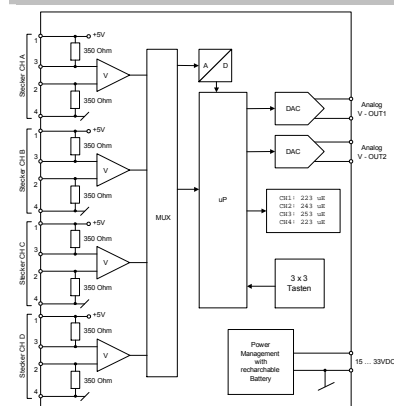 Stecker CH A
1
+5V
350 Ohm
3
V
2
350 Ohm
4
Stecker CH B
1
+5V
350 Ohm
3
V
2
350 Ohm
4
Stecker CH C
1
+5V
350 Ohm
3
V
2
350 Ohm
4
Stecker CH D
1
+5V
350 Ohm
3
V
2
350 Ohm
4
MUX
A
D
uP
DAC
Analog
V - OUT1
DAC
Analog
V - OUT2
CH1: 223 uE
CH2: 243 uE
CH3: 253 uE
CH4: 223 uE
3 x 3
Tasten
Power
Management
with
recharchable
Battery
15 ... 33VDC